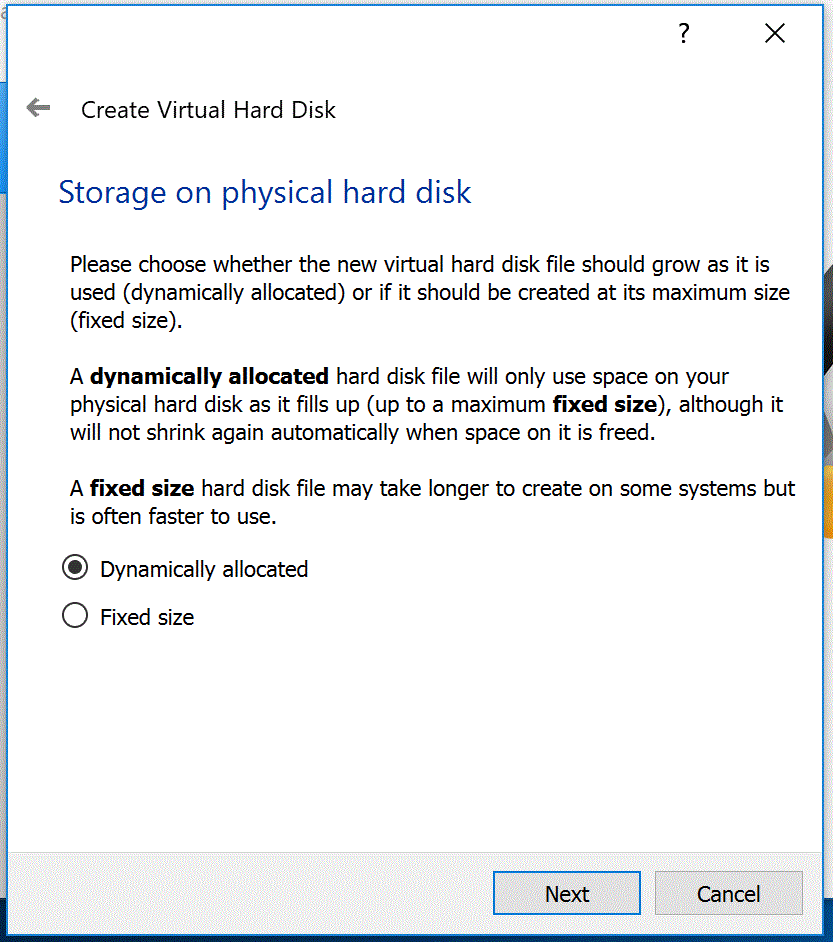 ?
Create Virtual Hard Disk
Storage on physical hard disk
Please choose whether the new virtual hard disk file should grow as it is
used (dynamically allocated) or if it should be created at its maximum size
(fixed size).
A dynamically allocated hard disk file will only use space on your
physical hard disk as it fills up (up to a maximum fixed size), although it
will not shrink again automatically when space on it is freed.
A fixed size hard disk file may take longer to create on some systems but
is often faster to use.
Dynamically allocated
Fixed size
Next
Cancel